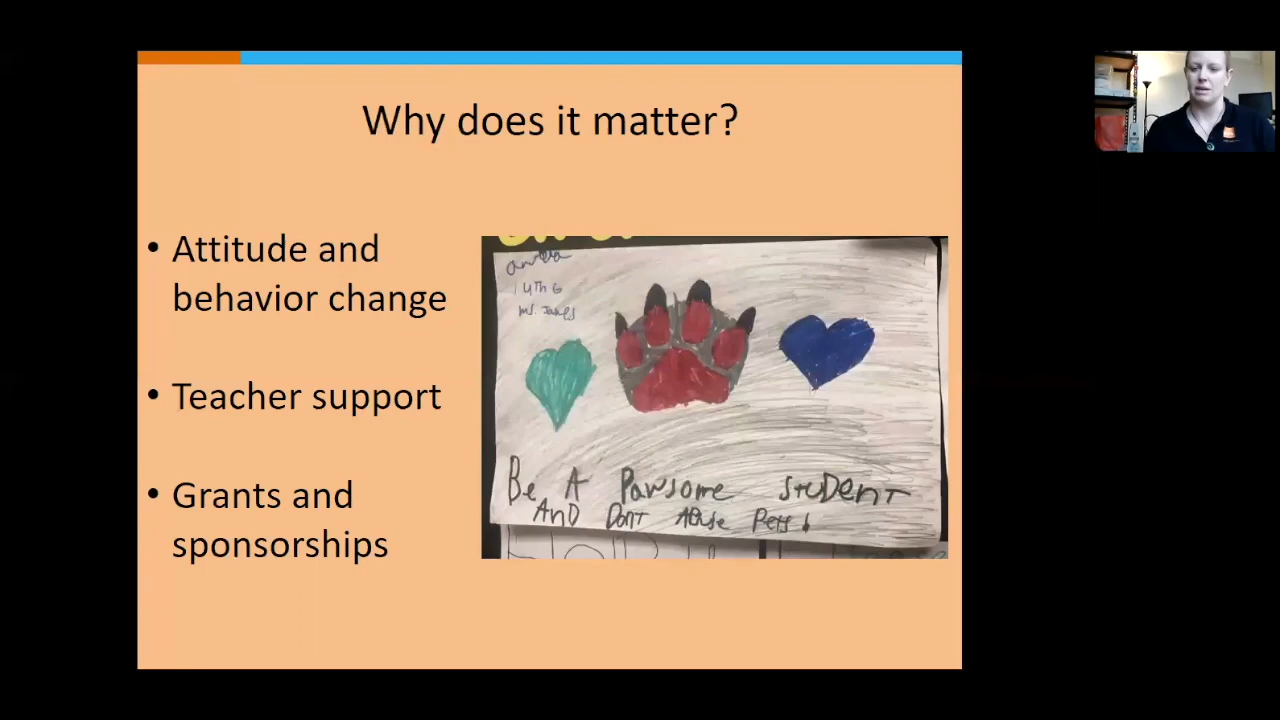 Why does it matter?
• Attitude and
behavior change
• Teacher support
• Grants and
sponsorships
Be A Pawsome studenT
And Dont Abuse Pets !